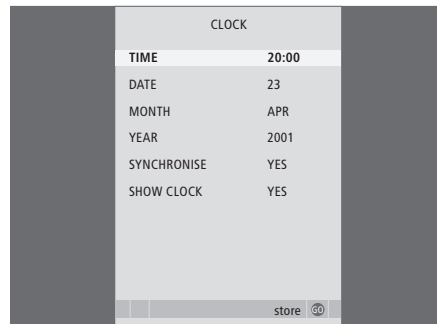 CLOCK
TIME 20:00
DATE 23
MONTH APR
YEAR 2001
SYNCHRONISE YES
SHOW CLOCK YES
store GO